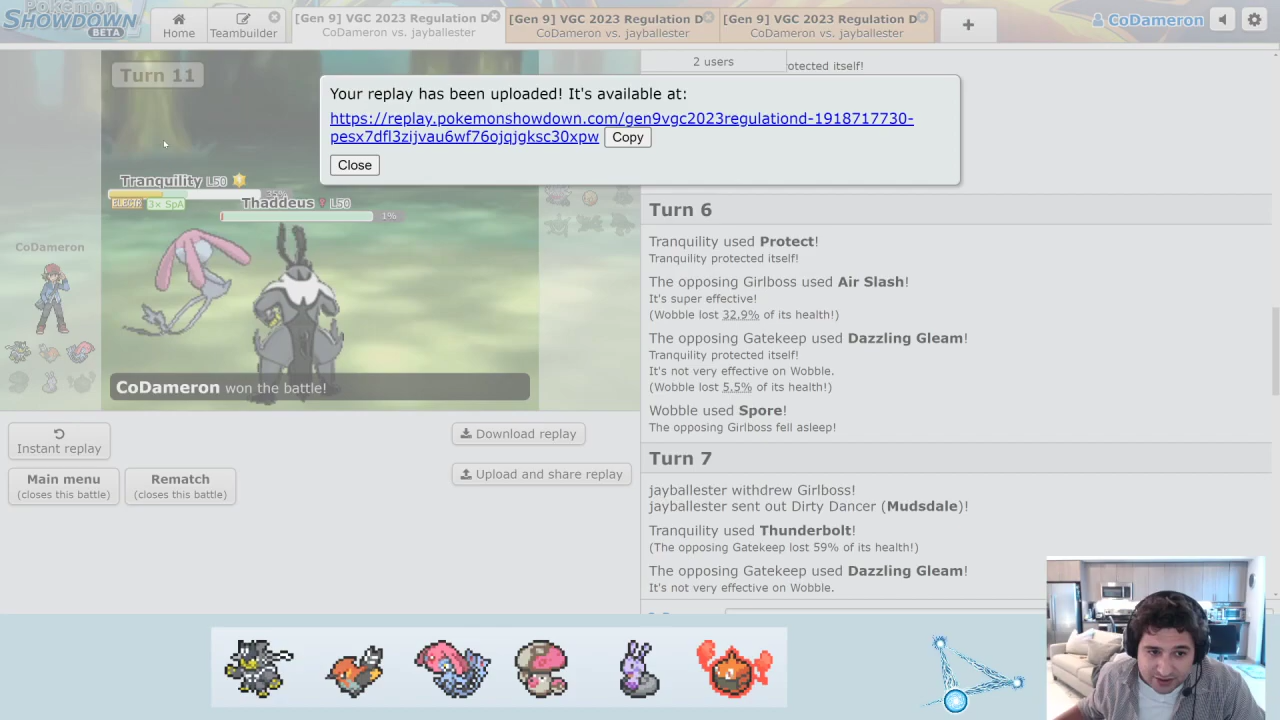 Pokémon
SHOWDOWN
BETA
Home
Teambuilder
[Gen 9] VGC 2023 Regulation D
CoDameron vs. jayballester
[Gen 9] VGC 2023 Regulation D
CoDameron vs. jayballester
[Gen 9] VGC 2023 Regulation D
CoDameron vs. jayballester
CoDameron
Turn 11
2 users
otected itself!
Your replay has been uploaded! It's available at:
https://replay.pokemonshowdown.com/gen9vgc2023regulationd-1918717730-
pesx7dfl3zijvau6wf76ojqjgksc30xpw Copy
Close
Tranquility L50
3× SpA
Thaddeus L50
1%
CoDameron
CoDameron won the battle!
Instant replay
Download replay
Main menu
(closes this battle)
Rematch
(closes this battle)
Upload and share replay
Turn 6
Tranquility used Protect!
Tranquility protected itself!
The opposing Girlboss used Air Slash!
It's super effective!
(Wobble lost 32.9% of its health!)
The opposing Gatekeep used Dazzling Gleam!
Tranquility protected itself!
It's not very effective on Wobble.
(Wobble lost 5.5% of its health!)
Wobble used Spore!
The opposing Girlboss fell asleep!
Turn 7
jayballester withdrew Girlboss!
jayballester sent out Dirty Dancer (Mudsdale)!
Tranquility used Thunderbolt!
(The opposing Gatekeep lost 59% of its health!)
The opposing Gatekeep used Dazzling Gleam!
It's not very effective on Wobble.